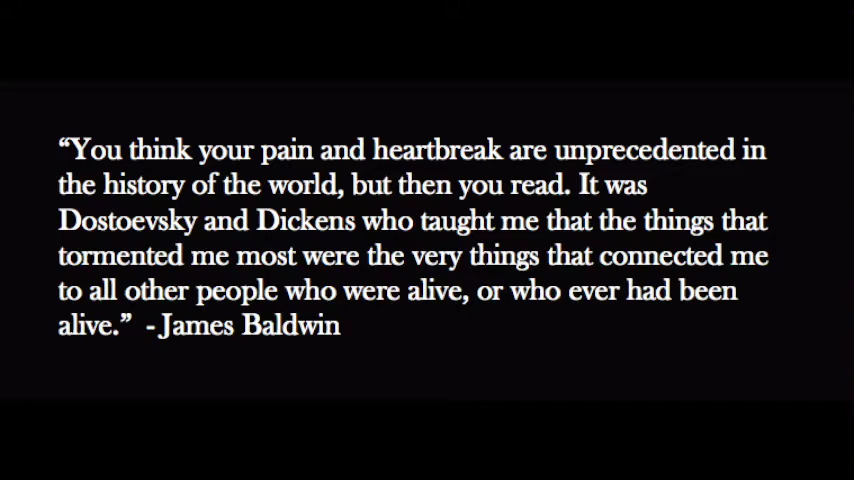 “You think your pain and heartbreak are unprecedented in
the history of the world, but then you read. It was
Dostoevsky and Dickens who taught me that the things that
tormented me most were the very things that connected me
to all other people who were alive, or who ever had been
alive.”  -James Baldwin